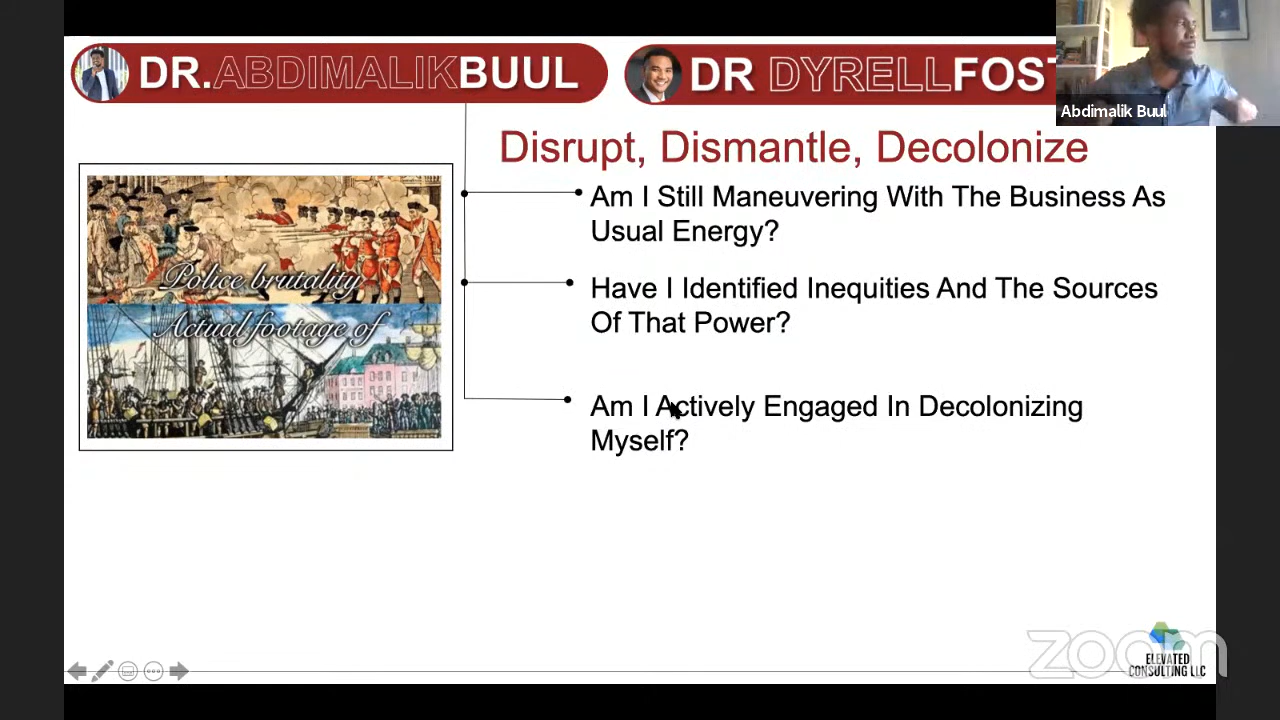 DR.ABDIMALIKBUUL
DR DYRELLFOST
Abdimalik Buul
Disrupt, Dismantle, Decolonize
Am I Still Maneuvering With The Business As
Usual Energy?
Police brutality
Have I Identified Inequities And The Sources
Of That Power?
Actual footage of
Am I Actively Engaged In Decolonizing
Myself?
zoom
ELEVATED
CONSULTING LLC